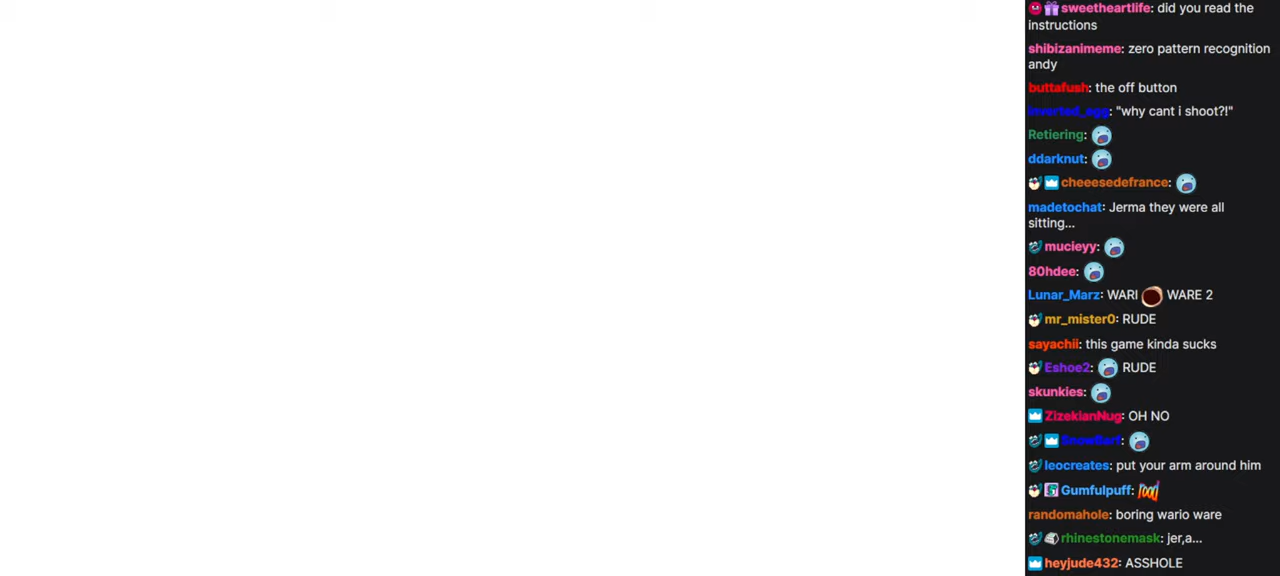 sweetheartlife: did you read the
instructions
shibizanimeme: zero pattern recognition
andy
buttafush: the off button
inverted_egg: "why cant i shoot?!"
Retiering:
ddarknut:
cheeesedefrance:
madetochat: Jerma they were all
sitting...
mucieyy:
80hdee:
Lunar_Marz: WARI WARE 2
mr_mister0: RUDE
sayachii: this game kinda sucks
Eshoe2: RUDE
skunkies:
ZizekianNug: OH NO
SnowBarf:
leocreates: put your arm around him
Gumfulpuff:
randomahole: boring wario ware
rhinestonemask: jer,a...
heyjude432: ASSHOLE